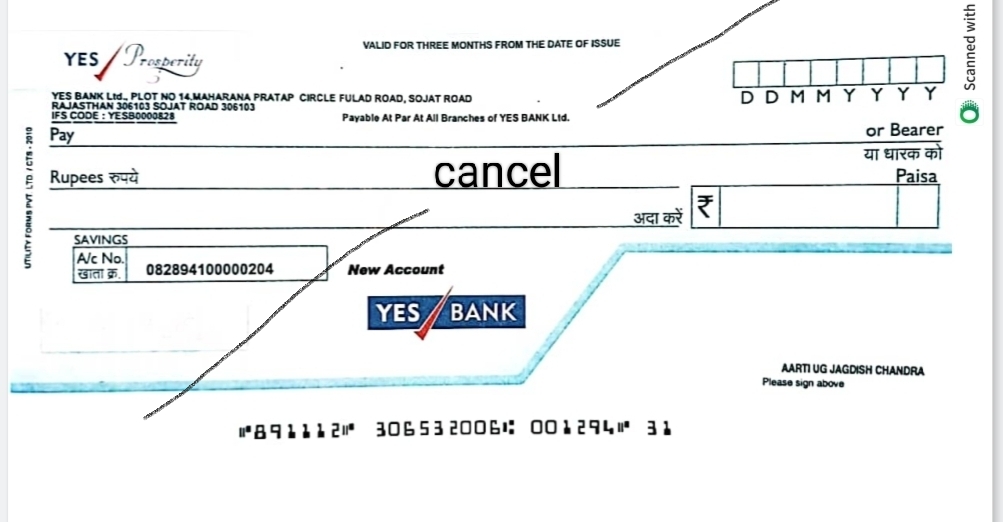 YES Prosperity
VALID FOR THREE MONTHS FROM THE DATE OF ISSUE
YES BANK Ltd., PLOT NO 14,MAHARANA PRATAP CIRCLE FULAD ROAD, SOJAT ROAD
RAJASTHAN 306103 SOJAT ROAD 306103
IFS CODE : YESB0000828
Payable At Par At All Branches of YES BANK Ltd.
D D M M Y Y Y Y
Pay
or Bearer
या धारक को
Rupees रुपये
cancel
Paisa
अदा करें ₹
SAVINGS
A/c No.
खाता क्र.
082894100000204
New Account
YES BANK
AARTI UG JAGDISH CHANDRA
Please sign above
⑈891112⑈ 306532006⑆ 001294⑈ 31
UTILITY FORMS PVT. LTD / CTS - 2010
Scanned with